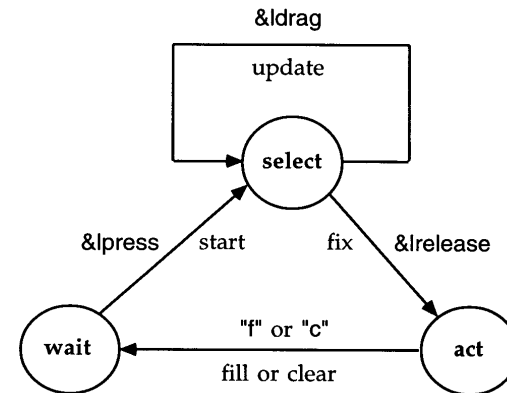 &ldrag
update
select
&lpress start fix &lrelease
wait "f" or "c" act
fill or clear